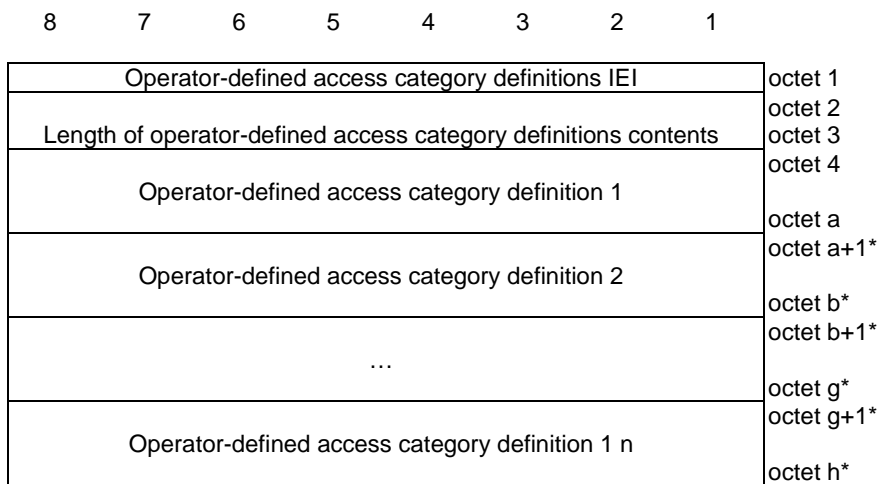 8 7 6 5 4 3 2 1
Operator-defined access category definitions IEI octet 1
octet 2
Length of operator-defined access category definitions contents octet 3
octet 4
Operator-defined access category definition 1
octet a
octet a+1*
Operator-defined access category definition 2
octet b*
octet b+1*
…
octet g*
octet g+1*
Operator-defined access category definition 1 n
octet h*